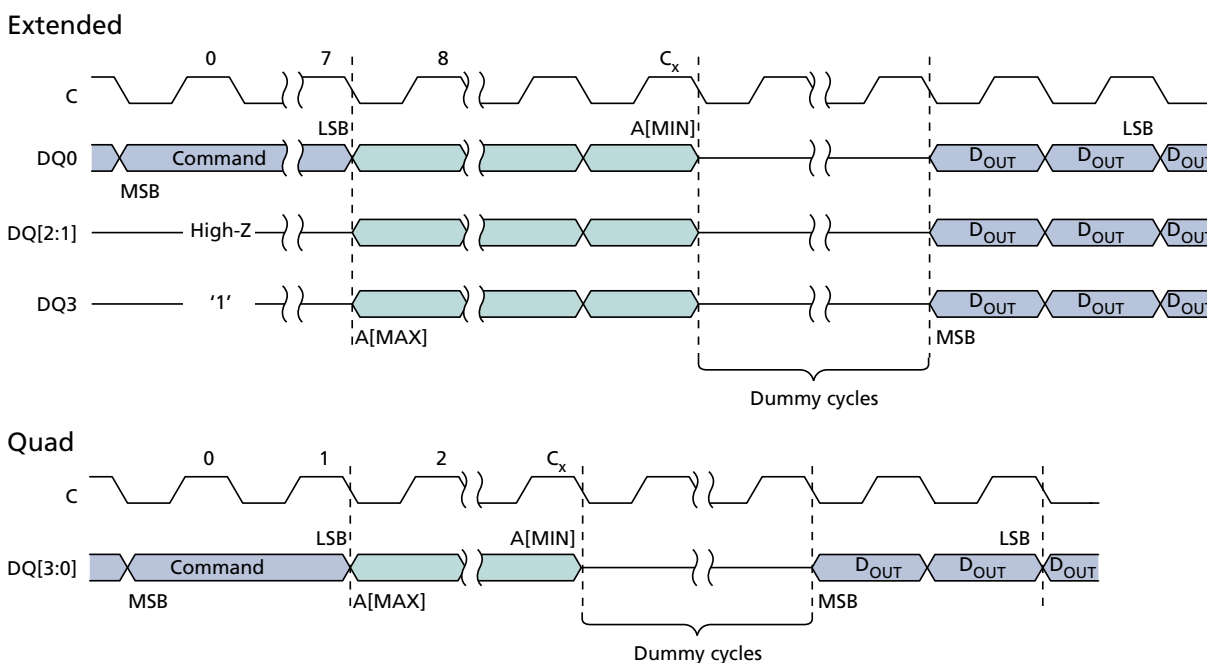 Extended
0 7 8 Cx
C
LSB A[MIN] LSB
DQ0 Command DOUT DOUT DOUT
MSB
DQ[2:1] High-Z DOUT DOUT DOUT
DQ3 '1' DOUT DOUT DOUT
A[MAX] MSB
Dummy cycles
Quad
0 1 2 Cx
C
LSB A[MIN] LSB
DQ[3:0] Command DOUT DOUT DOUT
MSB A[MAX] MSB
Dummy cycles